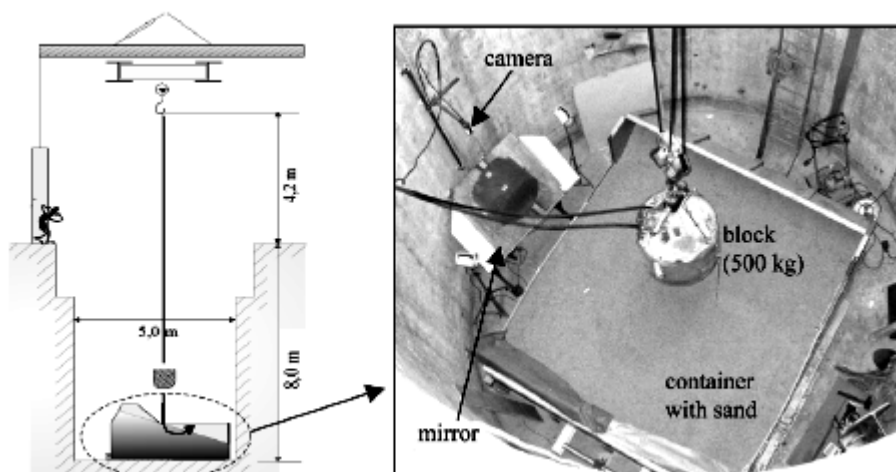 4,2 m
5,0 m
8,0 m
camera
block
(500 kg)
container
with sand
mirror